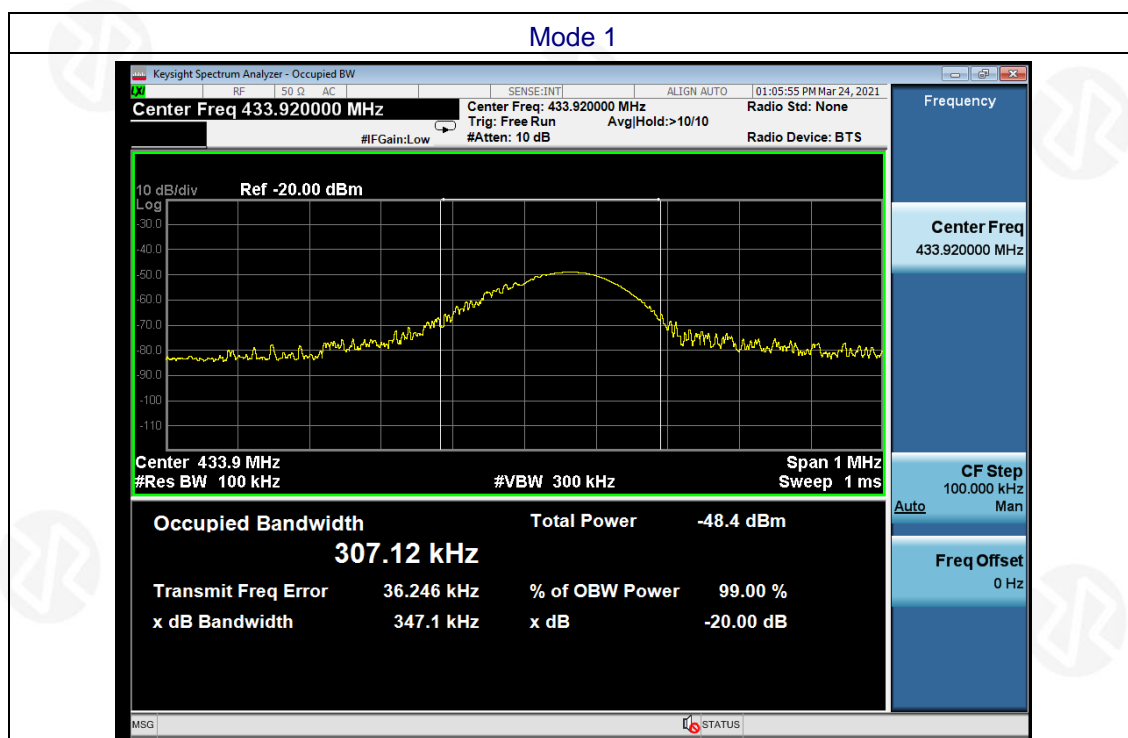 Mode 1
Keysight Spectrum Analyzer - Occupied BW
LXI RF 50 Ω AC SENSE:INT ALIGN AUTO 01:05:55 PM Mar 24, 2021
Center Freq 433.920000 MHz
Center Freq: 433.920000 MHz Radio Std: None
Trig: Free Run Avg|Hold:>10/10
#IFGain:Low #Atten: 10 dB Radio Device: BTS
10 dB/div Ref -20.00 dBm
Log
-30.0
-40.0
-50.0
-60.0
-70.0
-80.0
-90.0
-100
-110
Center 433.9 MHz Span 1 MHz
#Res BW 100 kHz #VBW 300 kHz Sweep 1 ms
Occupied Bandwidth Total Power -48.4 dBm
307.12 kHz
Transmit Freq Error 36.246 kHz % of OBW Power 99.00 %
x dB Bandwidth 347.1 kHz x dB -20.00 dB
Frequency
Center Freq
433.920000 MHz
CF Step
100.000 kHz
Auto Man
Freq Offset
0 Hz
MSG STATUS